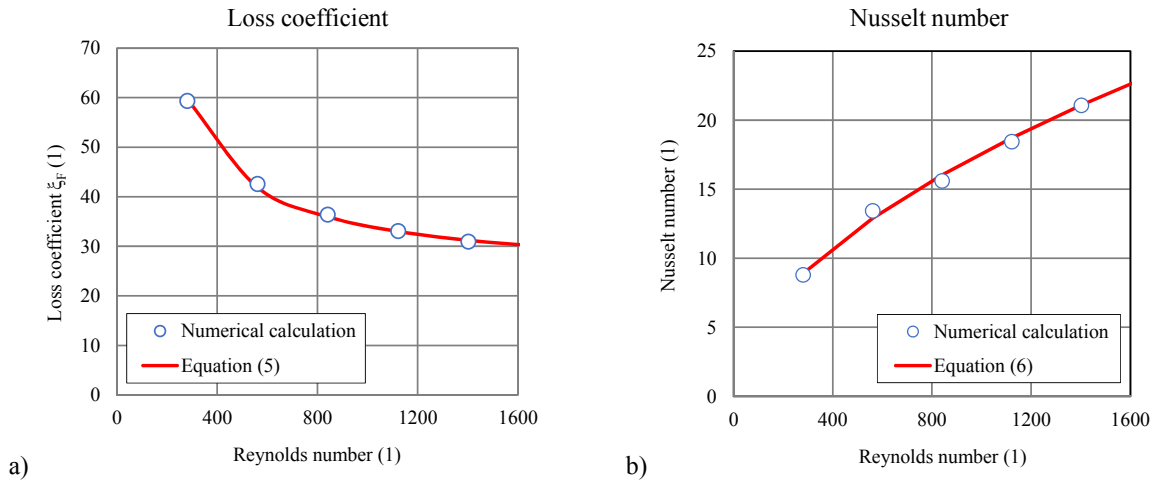 Loss coefficient
70
60
50
40
30
20
10
0
Loss coefficient ξF (1)
Numerical calculation
Equation (5)
0 400 800 1200 1600
Reynolds number (1)
a)
Nusselt number
25
20
15
10
5
0
Nusselt number (1)
Numerical calculation
Equation (6)
0 400 800 1200 1600
Reynolds number (1)
b)